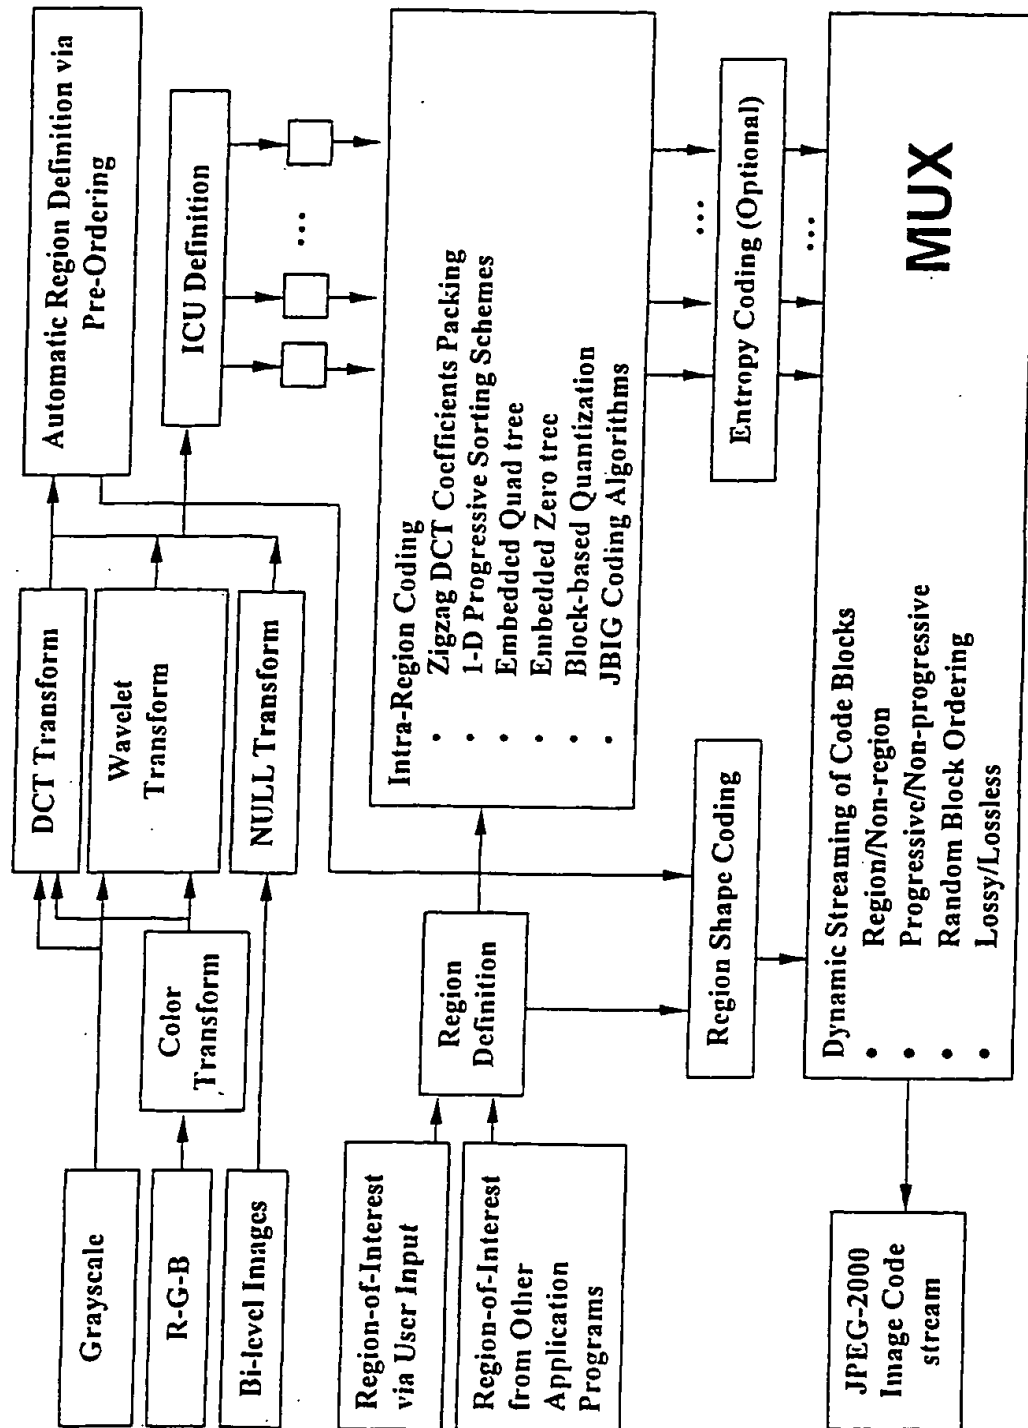 Grayscale
R-G-B
Bi-level Images
Color
Transform
DCT Transform
Wavelet
Transform
NULL Transform
Automatic Region Definition via
Pre-Ordering
ICU Definition
...
Region-of-Interest
via User Input
Region-of-Interest
from Other
Application
Programs
Region
Definition
Intra-Region Coding
• Zigzag DCT Coefficients Packing
• 1-D Progressive Sorting Schemes
• Embedded Quad tree
• Embedded Zero tree
• Block-based Quantization
• JBIG Coding Algorithms
...
Region Shape Coding
Entropy Coding (Optional)
...
Dynamic Streaming of Code Blocks
• Region/Non-region
• Progressive/Non-progressive
• Random Block Ordering
• Lossy/Lossless
MUX
JPEG-2000
Image Code
stream